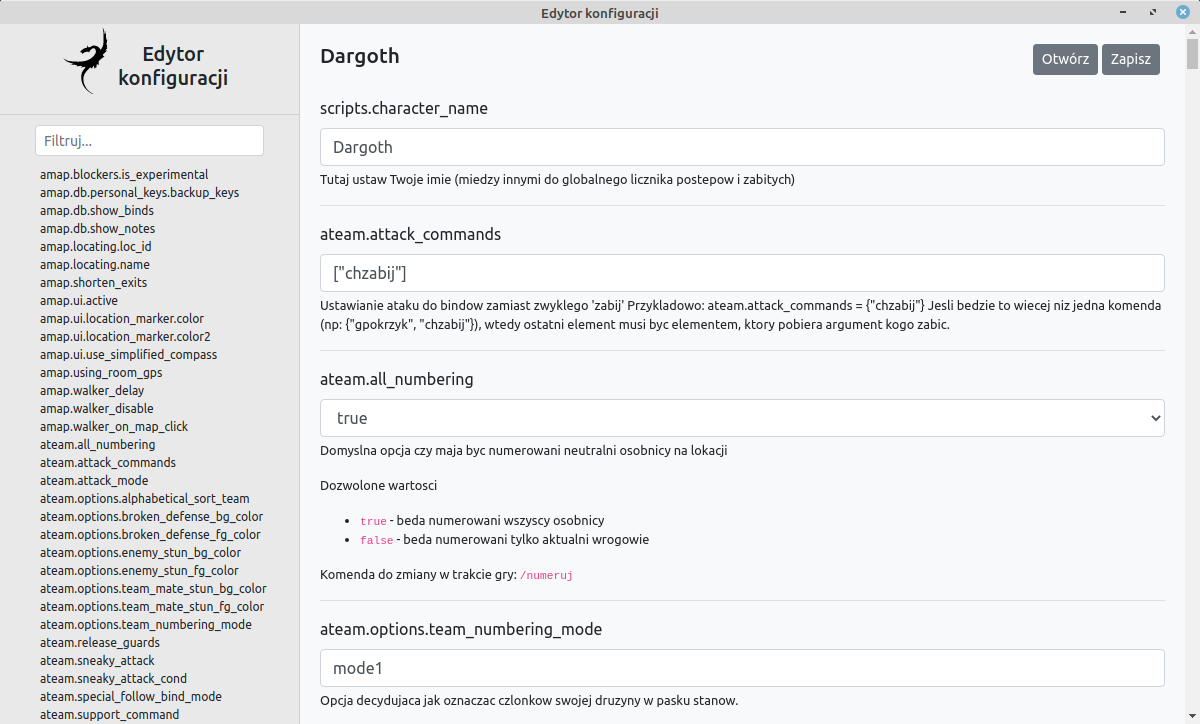 Edytor konfiguracji
Edytor
konfiguracji
Filtruj...
amap.blockers.is_experimental
amap.db.personal_keys.backup_keys
amap.db.show_binds
amap.db.show_notes
amap.locating.loc_id
amap.locating.name
amap.shorten_exits
amap.ui.active
amap.ui.location_marker.color
amap.ui.location_marker.color2
amap.ui.use_simplified_compass
amap.using_room_gps
amap.walker_delay
amap.walker_disable
amap.walker_on_map_click
ateam.all_numbering
ateam.attack_commands
ateam.attack_mode
ateam.options.alphabetical_sort_team
ateam.options.broken_defense_bg_color
ateam.options.broken_defense_fg_color
ateam.options.enemy_stun_bg_color
ateam.options.enemy_stun_fg_color
ateam.options.team_mate_stun_bg_color
ateam.options.team_mate_stun_fg_color
ateam.options.team_numbering_mode
ateam.release_guards
ateam.sneaky_attack
ateam.sneaky_attack_cond
ateam.special_follow_bind_mode
ateam.support_command
Dargoth
Otwórz
Zapisz
scripts.character_name
Dargoth
Tutaj ustaw Twoje imie (miedzy innymi do globalnego licznika postepow i zabitych)
ateam.attack_commands
["chzabij"]
Ustawianie ataku do bindow zamiast zwyklego 'zabij' Przykladowo: ateam.attack_commands = {"chzabij"} Jesli bedzie to wiecej niz jedna komenda
(np: {"gpokrzyk", "chzabij"}), wtedy ostatni element musi byc elementem, ktory pobiera argument kogo zabic.
ateam.all_numbering
true
Domyslna opcja czy maja byc numerowani neutralni osobnicy na lokacji
Dozwolone wartosci
• true - beda numerowani wszyscy osobnicy
• false - beda numerowani tylko aktualni wrogowie
Komenda do zmiany w trakcie gry: /numeruj
ateam.options.team_numbering_mode
mode1
Opcja decydujaca jak oznaczac czlonkow swojej druzyny w pasku stanow.